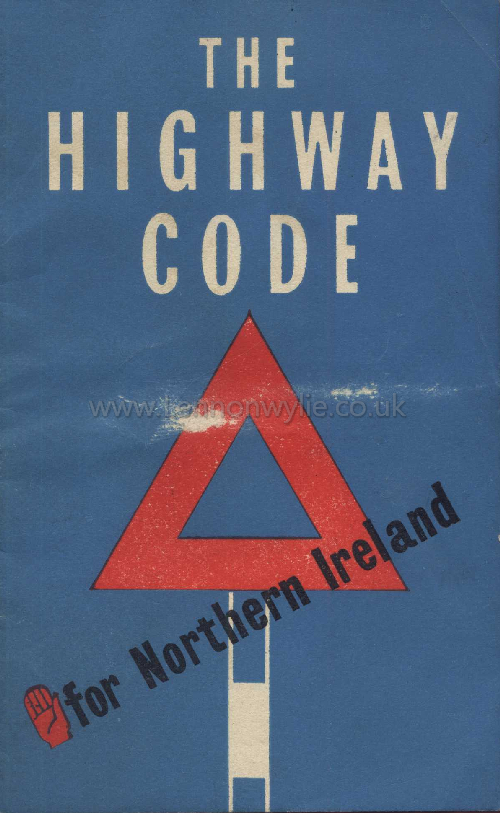 THE
HIGHWAY
CODE
www.lennonwylie.co.uk
for Northern Ireland